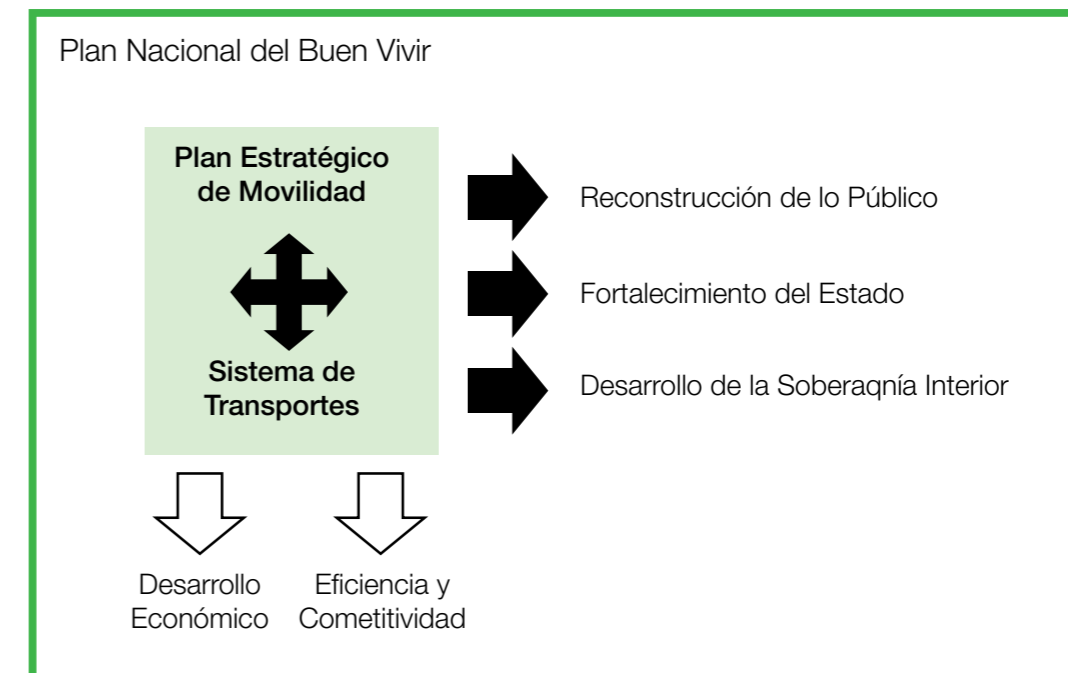 Plan Nacional del Buen Vivir
Plan Estratégico
de Movilidad
Reconstrucción de lo Público
Fortalecimiento del Estado
Sistema de
Transportes
Desarrollo de la Soberaqnía Interior
Desarrollo
Económico
Eficiencia y
Cometitividad